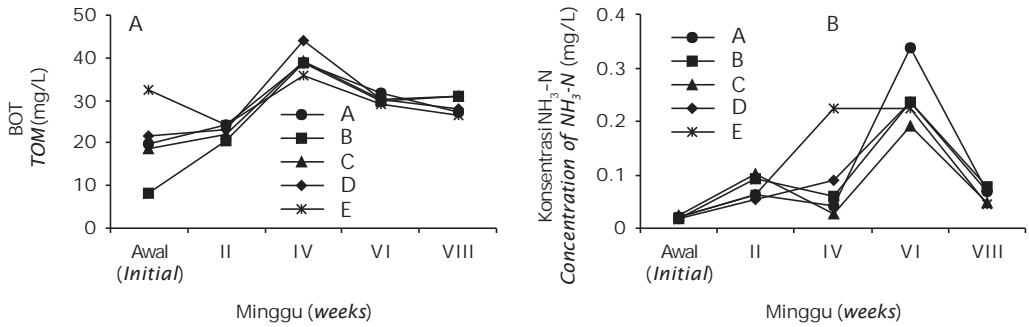 A
BOT
TOM (mg/L)
50
40
30
20
10
0
A
B
C
D
E
Awal
(Initial)
II
IV
VI
VIII
Minggu (weeks)
B
Konsentrasi NH₃-N
Concentration of NH₃-N (mg/L)
0.4
0.3
0.2
0.1
0
A
B
C
D
E
Awal
(Initial)
II
IV
VI
VIII
Minggu (weeks)